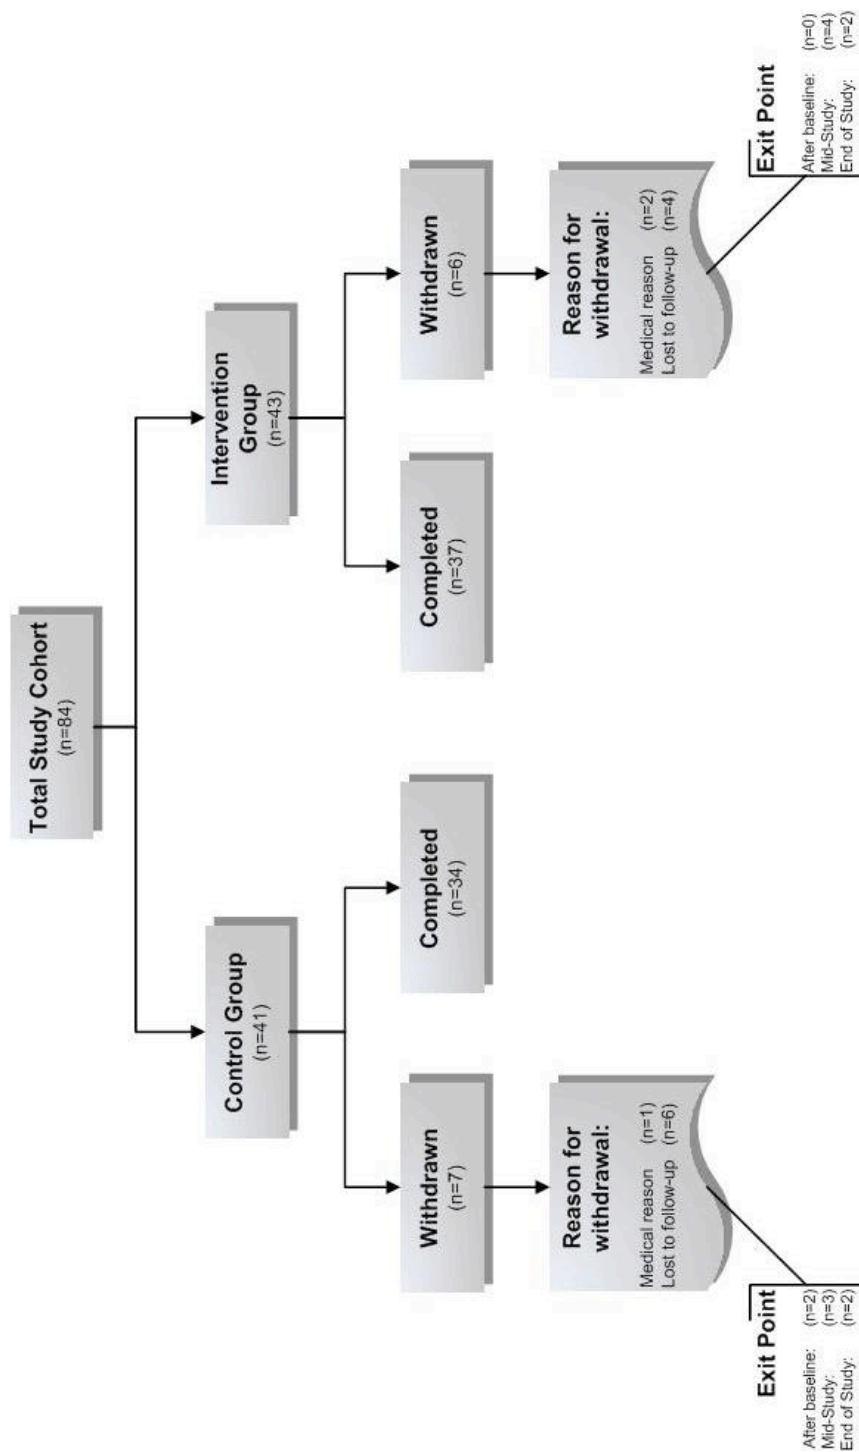 Total Study Cohort
(n=84)
Control Group
(n=41)
Intervention
Group
(n=43)
Withdrawn
(n=7)
Completed
(n=34)
Completed
(n=37)
Withdrawn
(n=6)
Reason for
withdrawal:
Medical reason (n=1)
Lost to follow-up (n=6)
Reason for
withdrawal:
Medical reason (n=2)
Lost to follow-up (n=4)
Exit Point
After baseline: (n=2)
Mid-Study: (n=3)
End of Study: (n=2)
Exit Point
After baseline: (n=0)
Mid-Study: (n=4)
End of Study: (n=2)